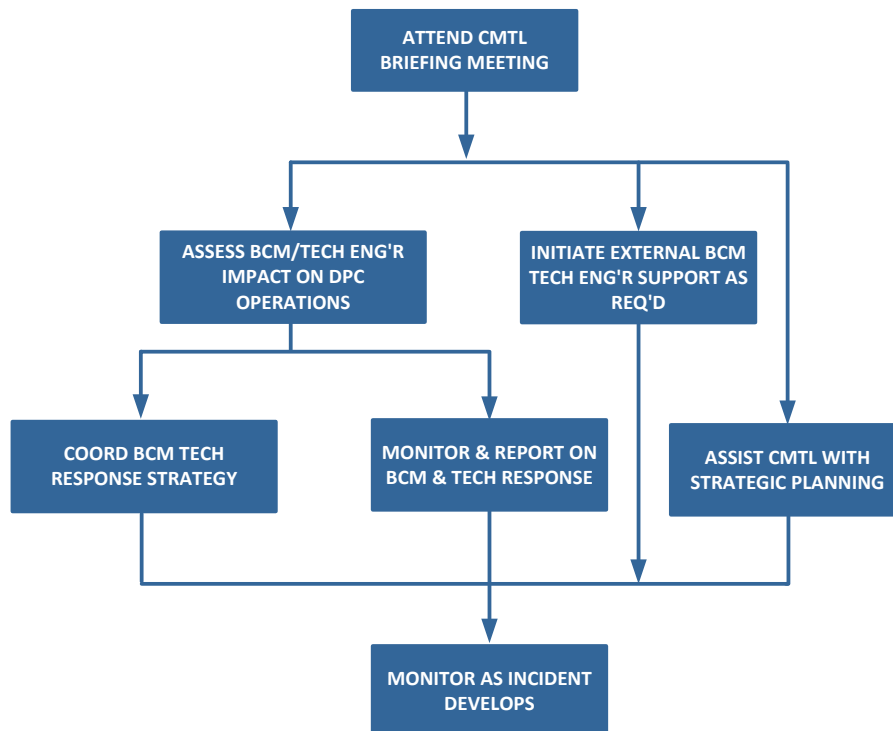 ATTEND CMTL
BRIEFING MEETING
ASSESS BCM/TECH ENG'R
IMPACT ON DPC
OPERATIONS
INITIATE EXTERNAL BCM
TECH ENG'R SUPPORT AS
REQ'D
COORD BCM TECH
RESPONSE STRATEGY
MONITOR & REPORT ON
BCM & TECH RESPONSE
ASSIST CMTL WITH
STRATEGIC PLANNING
MONITOR AS INCIDENT
DEVELOPS